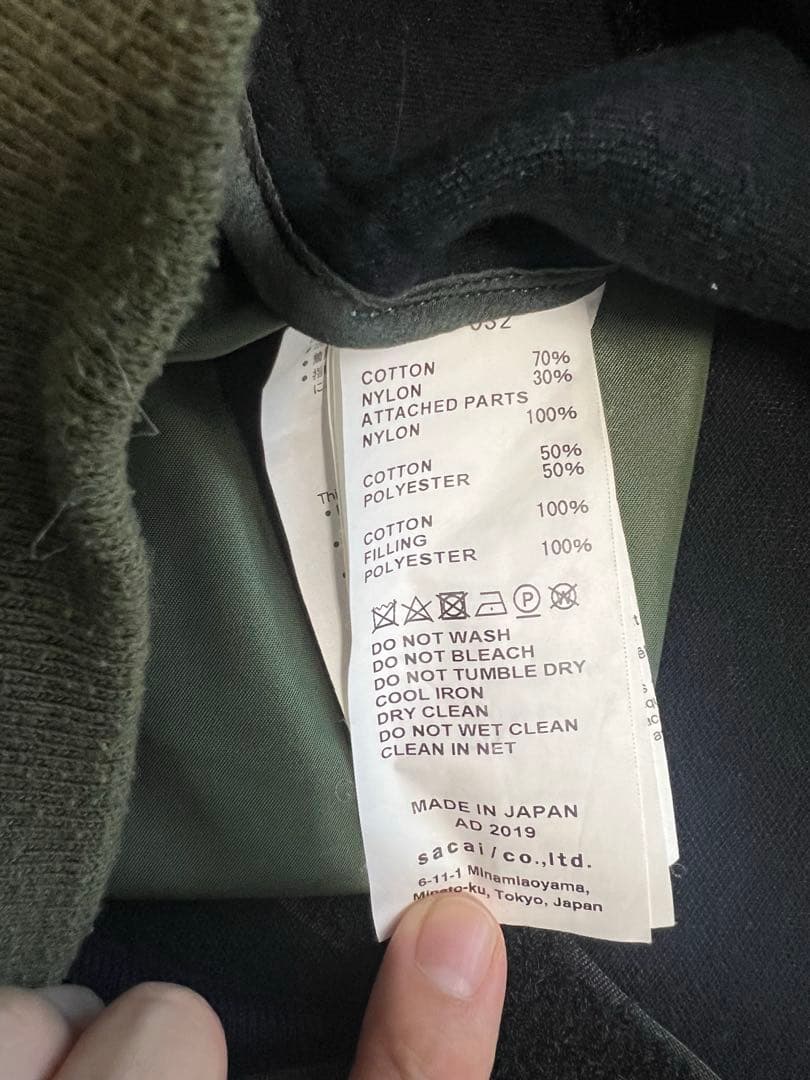 032
COTTON 70%
NYLON 30%
ATTACHED PARTS
NYLON 100%
COTTON 50%
POLYESTER 50%
COTTON 100%
FILLING
POLYESTER 100%
P W
DO NOT WASH
DO NOT BLEACH
DO NOT TUMBLE DRY
COOL IRON
DRY CLEAN
DO NOT WET CLEAN
CLEAN IN NET
MADE IN JAPAN
AD 2019
sacai/co.,ltd.
6-11-1 Minamiaoyama,
Minato-ku, Tokyo, Japan